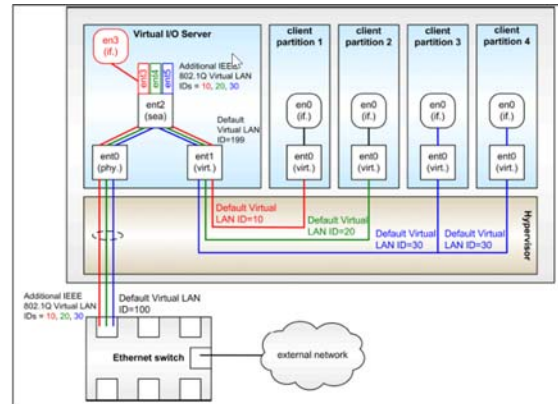 Virtual I/O Server
en3
(if.)
ent3
ent4
ent5
Additional IEEE
802.1Q Virtual LAN
IDs = 10, 20, 30
ent2
(sea)
Default
Virtual LAN
ID=199
ent0
(phy.)
ent1
(virt.)
client
partition 1
en0
(if.)
ent0
(virt.)
client
partition 2
en0
(if.)
ent0
(virt.)
client
partition 3
en0
(if.)
ent0
(virt.)
client
partition 4
en0
(if.)
ent0
(virt.)
Default Virtual
LAN ID=10
Default Virtual
LAN ID=20
Default Virtual
LAN ID=30
Default Virtual
LAN ID=30
Hypervisor
Additional IEEE
802.1Q Virtual LAN
IDs = 10, 20, 30
Default Virtual LAN
ID=100
Ethernet switch
external network